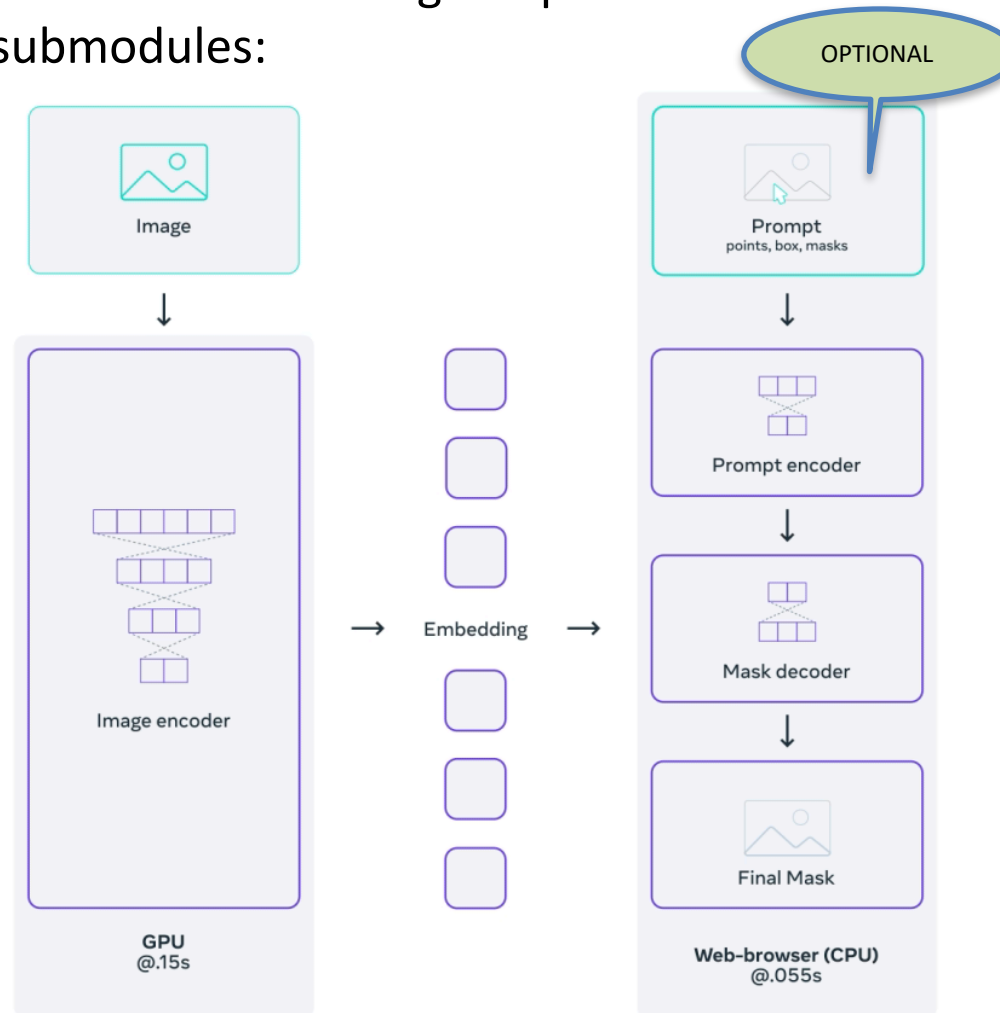 submodules:
OPTIONAL
Image
Prompt
points, box, masks
Prompt encoder
Embedding
Mask decoder
Image encoder
Final Mask
GPU
@.15s
Web-browser (CPU)
@.055s